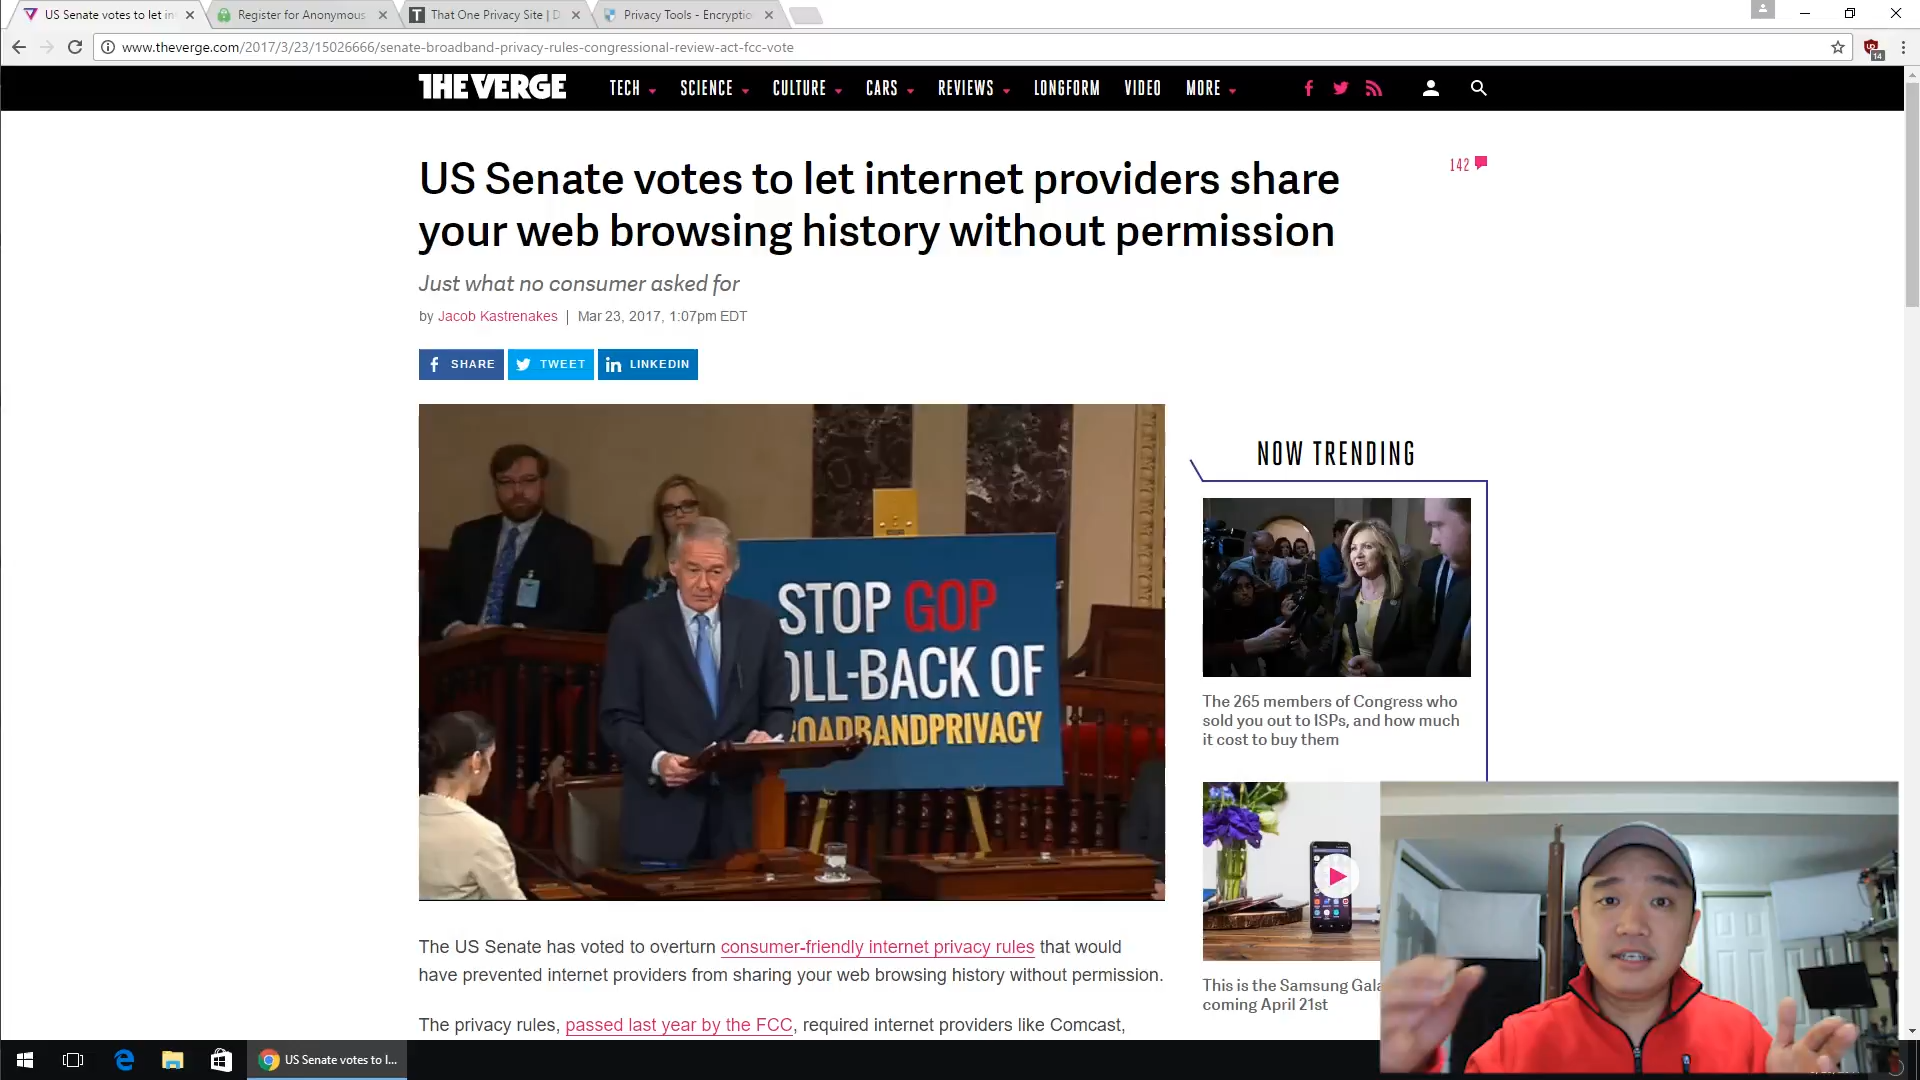 US Senate votes to let in
Register for Anonymous
That One Privacy Site | D
Privacy Tools - Encryptio
www.theverge.com/2017/3/23/15026666/senate-broadband-privacy-rules-congressional-review-act-fcc-vote
14
THE VERGE
TECH
SCIENCE
CULTURE
CARS
REVIEWS
LONGFORM
VIDEO
MORE
US Senate votes to let internet providers share
your web browsing history without permission
142
Just what no consumer asked for
by Jacob Kastrenakes | Mar 23, 2017, 1:07pm EDT
SHARE
TWEET
LINKEDIN
STOP GOP
OLL-BACK OF
ROADBANDPRIVACY
NOW TRENDING
The 265 members of Congress who
sold you out to ISPs, and how much
it cost to buy them
This is the Samsung Gala
coming April 21st
The US Senate has voted to overturn consumer-friendly internet privacy rules that would
have prevented internet providers from sharing your web browsing history without permission.
The privacy rules, passed last year by the FCC, required internet providers like Comcast,
US Senate votes to l...